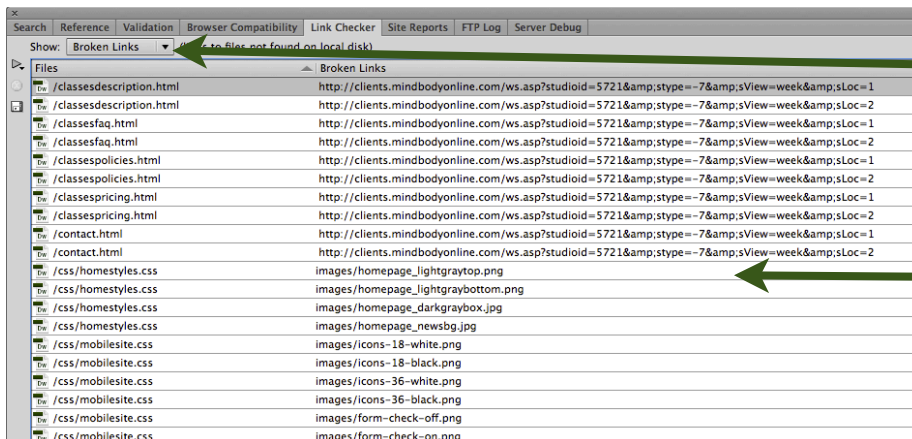 Search Reference Validation Browser Compatibility Link Checker Site Reports FTP Log Server Debug
Show: Broken Links to files not found on local disk)
Files Broken Links
/classesdescription.html http://clients.mindbodyonline.com/ws.asp?studioid=5721&amp;stype=-7&amp;sView=week&amp;sLoc=1
/classesdescription.html http://clients.mindbodyonline.com/ws.asp?studioid=5721&amp;stype=-7&amp;sView=week&amp;sLoc=2
/classesfaq.html http://clients.mindbodyonline.com/ws.asp?studioid=5721&amp;stype=-7&amp;sView=week&amp;sLoc=1
/classesfaq.html http://clients.mindbodyonline.com/ws.asp?studioid=5721&amp;stype=-7&amp;sView=week&amp;sLoc=2
/classespolicies.html http://clients.mindbodyonline.com/ws.asp?studioid=5721&amp;stype=-7&amp;sView=week&amp;sLoc=1
/classespolicies.html http://clients.mindbodyonline.com/ws.asp?studioid=5721&amp;stype=-7&amp;sView=week&amp;sLoc=2
/classespricing.html http://clients.mindbodyonline.com/ws.asp?studioid=5721&amp;stype=-7&amp;sView=week&amp;sLoc=1
/classespricing.html http://clients.mindbodyonline.com/ws.asp?studioid=5721&amp;stype=-7&amp;sView=week&amp;sLoc=2
/contact.html http://clients.mindbodyonline.com/ws.asp?studioid=5721&amp;stype=-7&amp;sView=week&amp;sLoc=1
/contact.html http://clients.mindbodyonline.com/ws.asp?studioid=5721&amp;stype=-7&amp;sView=week&amp;sLoc=2
/css/homestyles.css images/homepage_lightgraytop.png
/css/homestyles.css images/homepage_lightgraybottom.png
/css/homestyles.css images/homepage_darkgraybox.jpg
/css/homestyles.css images/homepage_newsbg.jpg
/css/mobilesite.css images/icons-18-white.png
/css/mobilesite.css images/icons-18-black.png
/css/mobilesite.css images/icons-36-white.png
/css/mobilesite.css images/icons-36-black.png
/css/mobilesite.css images/form-check-off.png
/css/mobilesite.css images/form-check-on.png